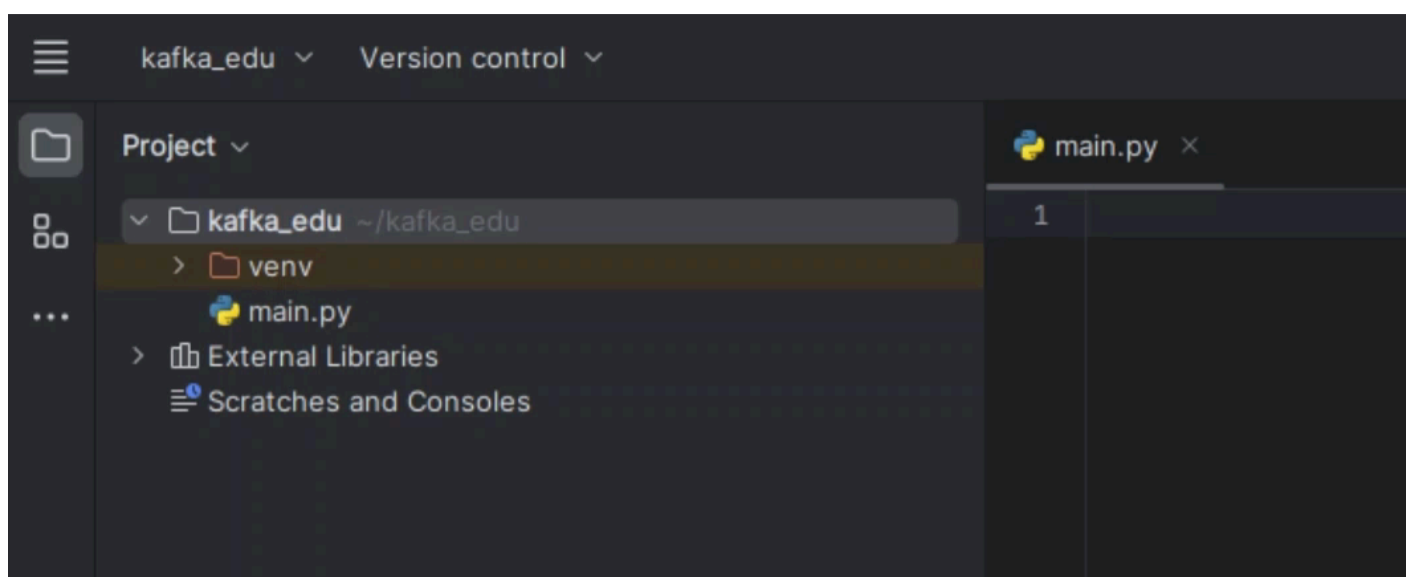 kafka_edu Version control
Project
main.py
kafka_edu ~/kafka_edu
1
venv
main.py
External Libraries
Scratches and Consoles